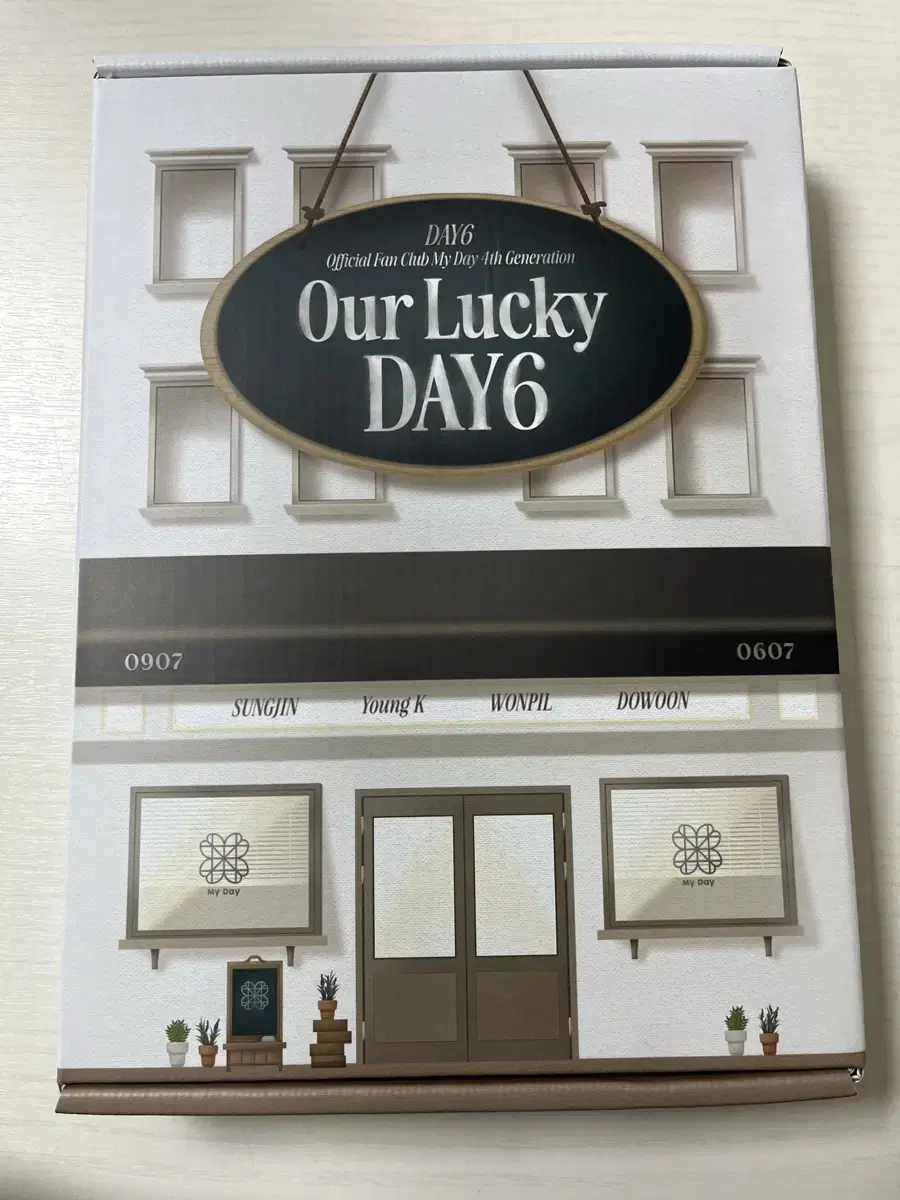 DAY6
Official Fan Club My Day 4th Generation
Our Lucky
DAY6
0907
0607
SUNGJIN Young K WONPIL DOWOON
My Day
My Day